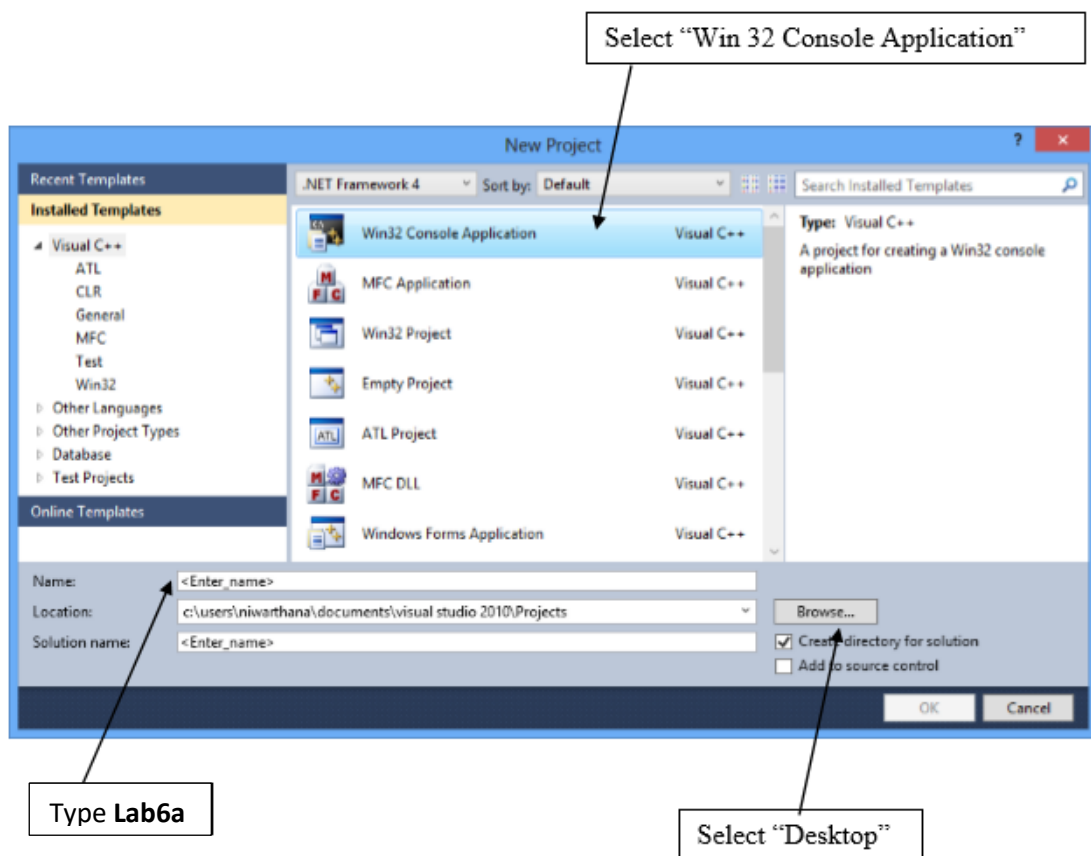 Select “Win 32 Console Application”
New Project
?
Recent Templates
.NET Framework 4
Sort by: Default
Search Installed Templates
Installed Templates
Visual C++
ATL
CLR
General
MFC
Test
Win32
Other Languages
Other Project Types
Database
Test Projects
Online Templates
Win32 Console Application Visual C++
MFC Application Visual C++
Win32 Project Visual C++
Empty Project Visual C++
ATL
ATL Project Visual C++
MFC DLL Visual C++
Windows Forms Application Visual C++
Type: Visual C++
A project for creating a Win32 console
application
Name: <Enter_name>
Location: c:\users\niwarthana\documents\visual studio 2010\Projects
Browse...
Solution name: <Enter_name>
Create directory for solution
Add to source control
OK Cancel
Type Lab6a
Select “Desktop”